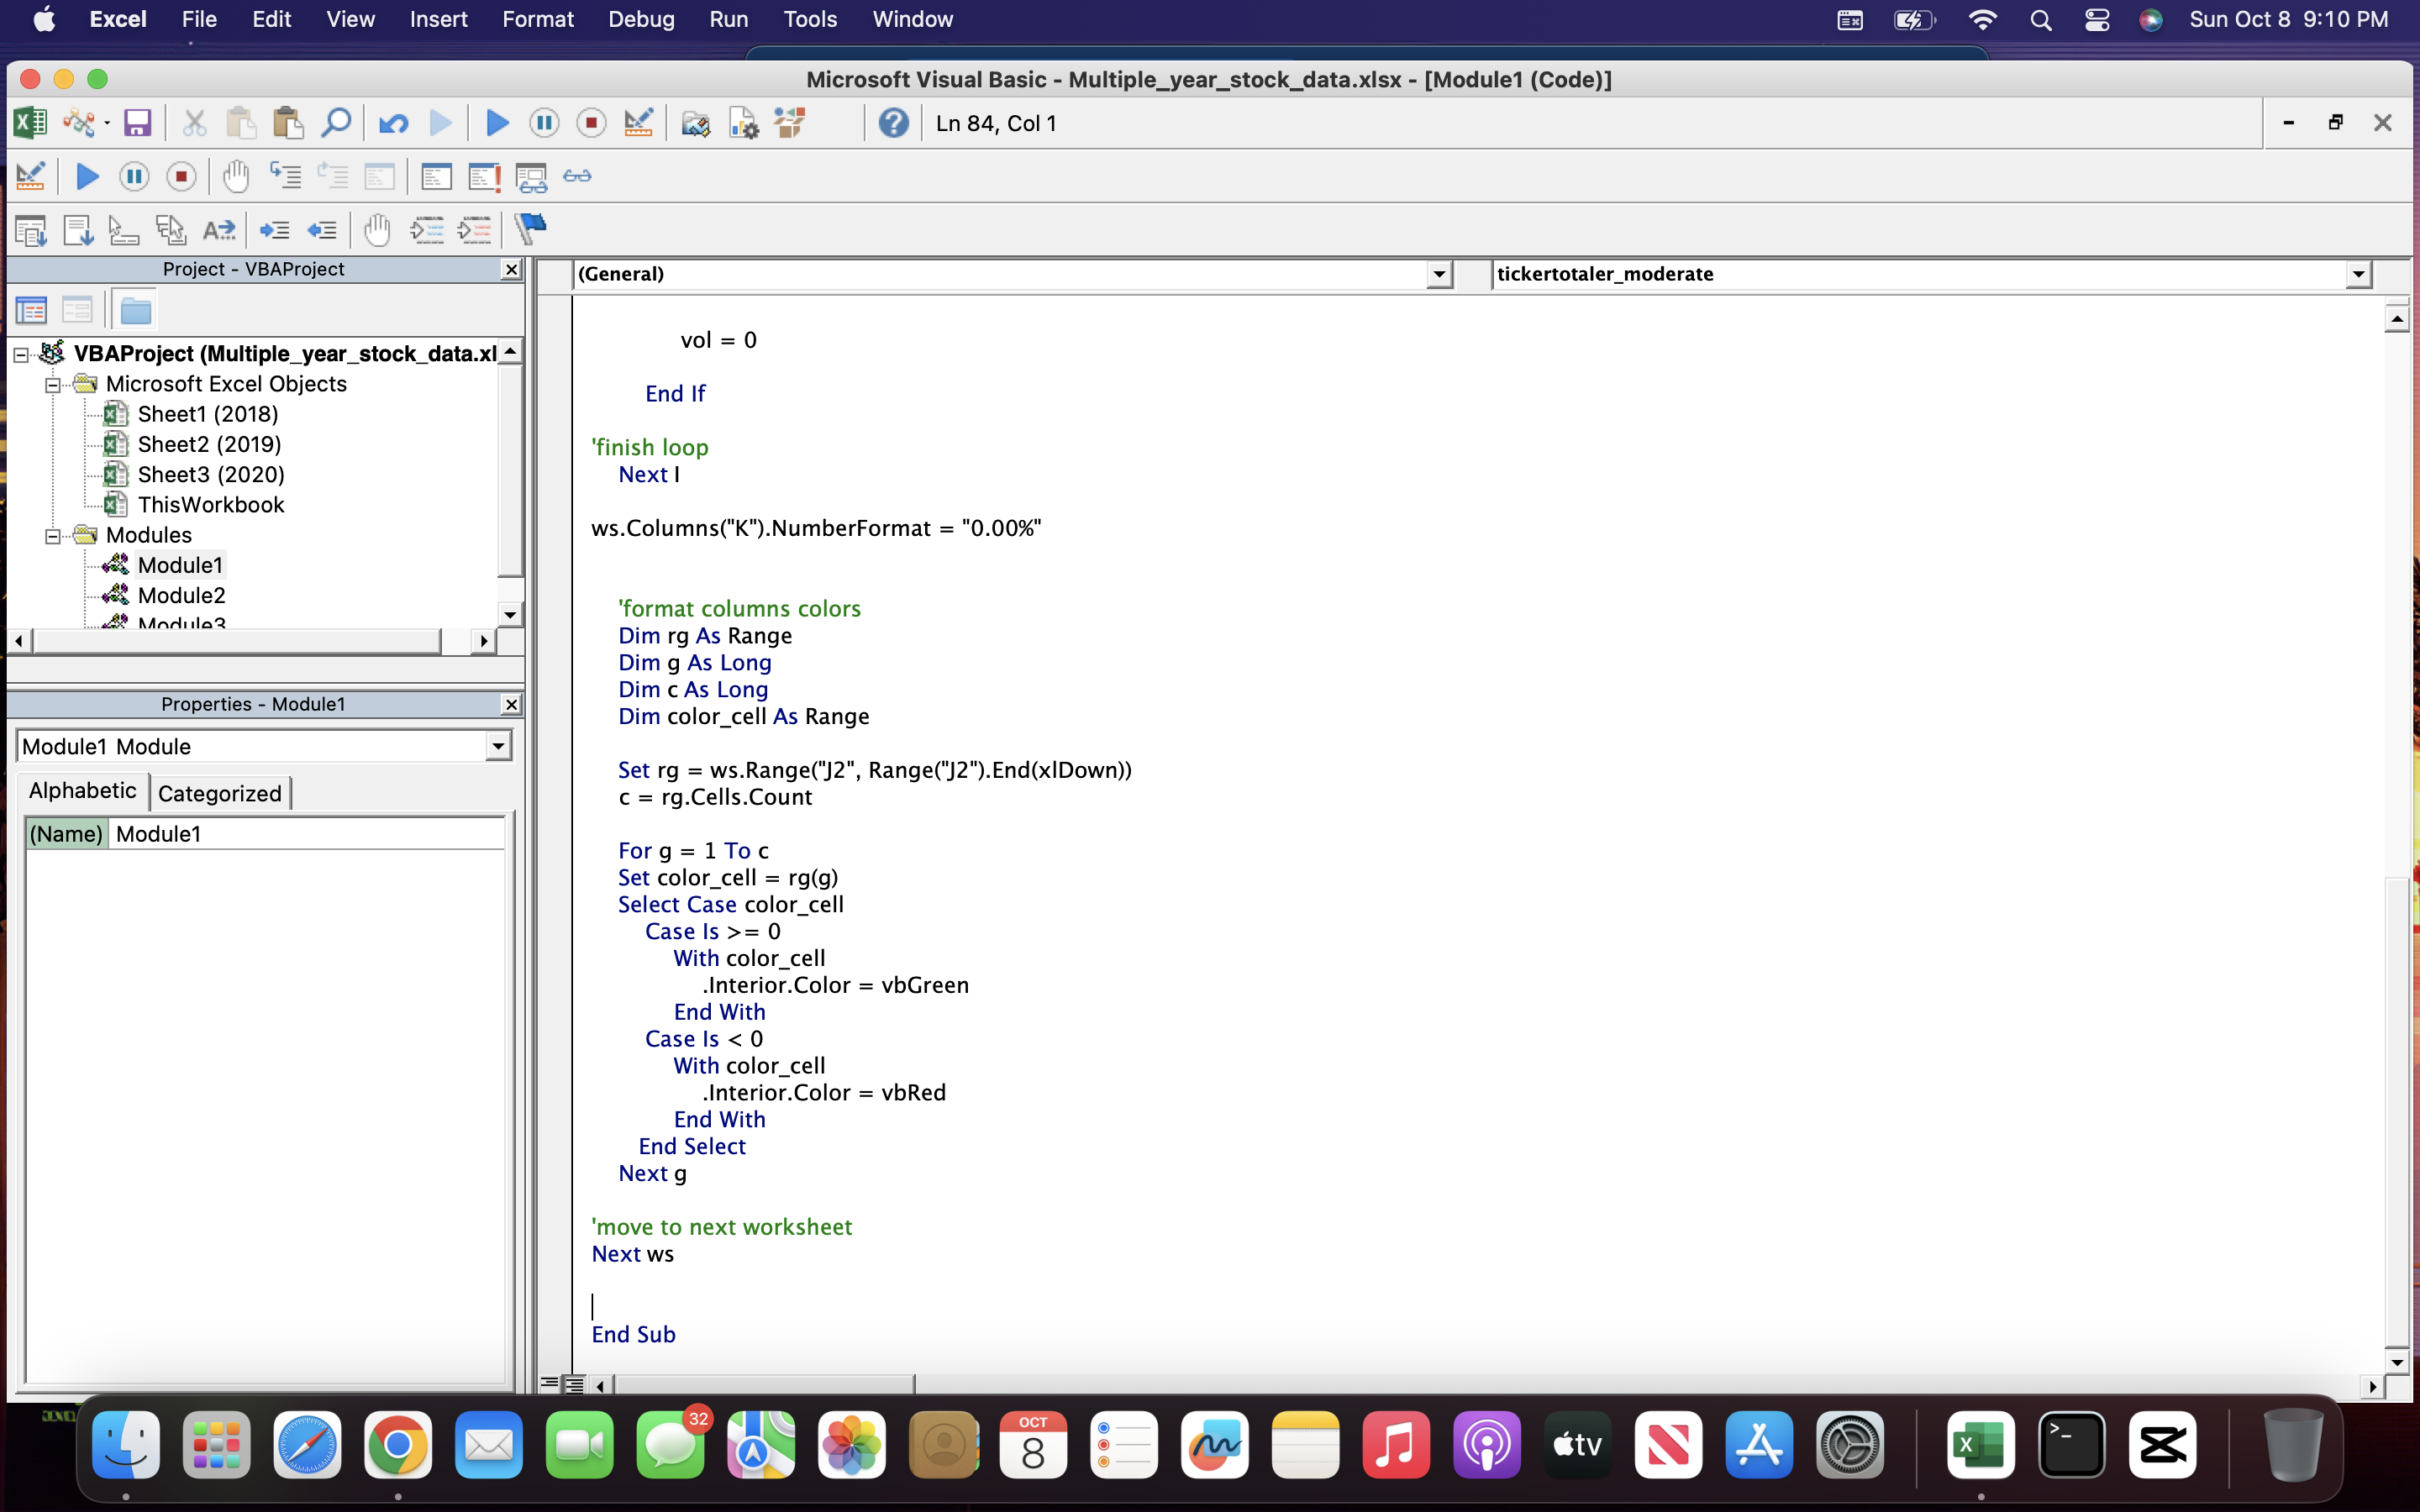 Excel File Edit View Insert Format Debug Run Tools Window Sun Oct 8 9:10 PM
Microsoft Visual Basic - Multiple_year_stock_data.xlsx - [Module1 (Code)]
Ln 84, Col 1
Project - VBAProject
(General) tickertotaler_moderate
VBAProject (Multiple_year_stock_data.xl
Microsoft Excel Objects
Sheet1 (2018)
Sheet2 (2019)
Sheet3 (2020)
ThisWorkbook
Modules
Module1
Module2
Module3
Properties - Module1
Module1 Module
Alphabetic Categorized
(Name) Module1
vol = 0
End If
'finish loop
Next I
ws.Columns("K").NumberFormat = "0.00%"
'format columns colors
Dim rg As Range
Dim g As Long
Dim c As Long
Dim color_cell As Range
Set rg = ws.Range("J2", Range("J2").End(xlDown))
c = rg.Cells.Count
For g = 1 To c
Set color_cell = rg(g)
Select Case color_cell
Case Is >= 0
With color_cell
.Interior.Color = vbGreen
End With
Case Is < 0
With color_cell
.Interior.Color = vbRed
End With
End Select
Next g
'move to next worksheet
Next ws
End Sub
32
OCT
8
tv